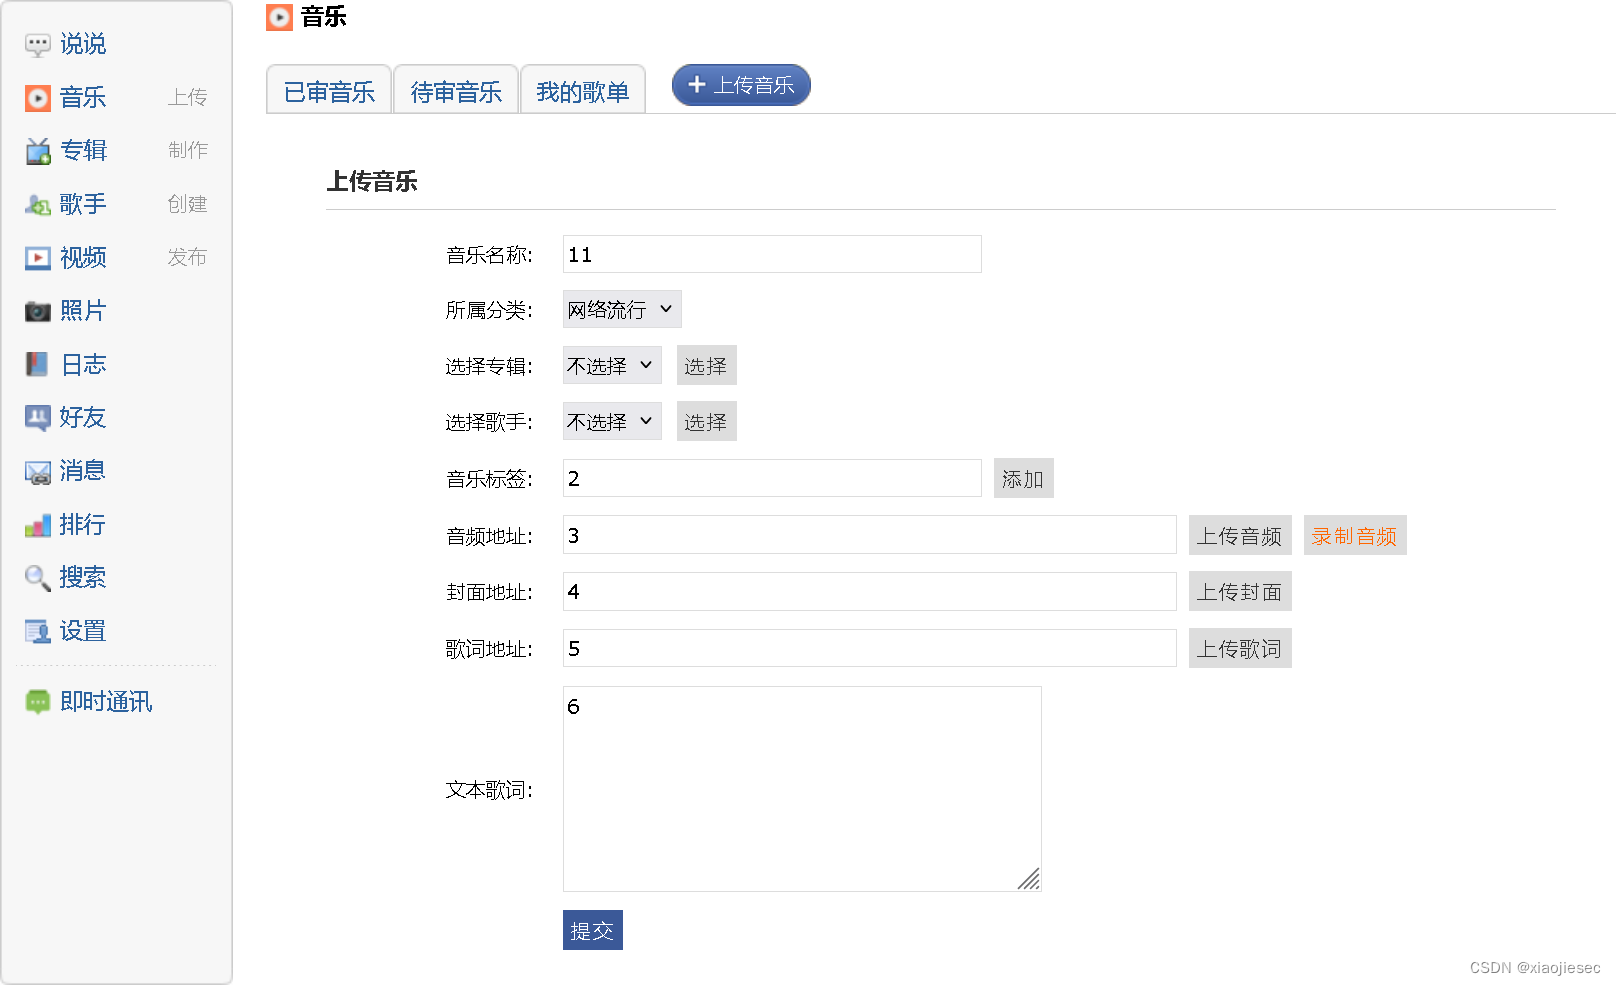 说说
音乐 上传
专辑 制作
歌手 创建
视频 发布
照片
日志
好友
消息
排行
搜索
设置
即时通讯
音乐
已审音乐 待审音乐 我的歌单 + 上传音乐
上传音乐
音乐名称: 11
所属分类: 网络流行
选择专辑: 不选择 选择
选择歌手: 不选择 选择
音乐标签: 2 添加
音频地址: 3 上传音频 录制音频
封面地址: 4 上传封面
歌词地址: 5 上传歌词
文本歌词: 6
提交
CSDN @xiaojiesec